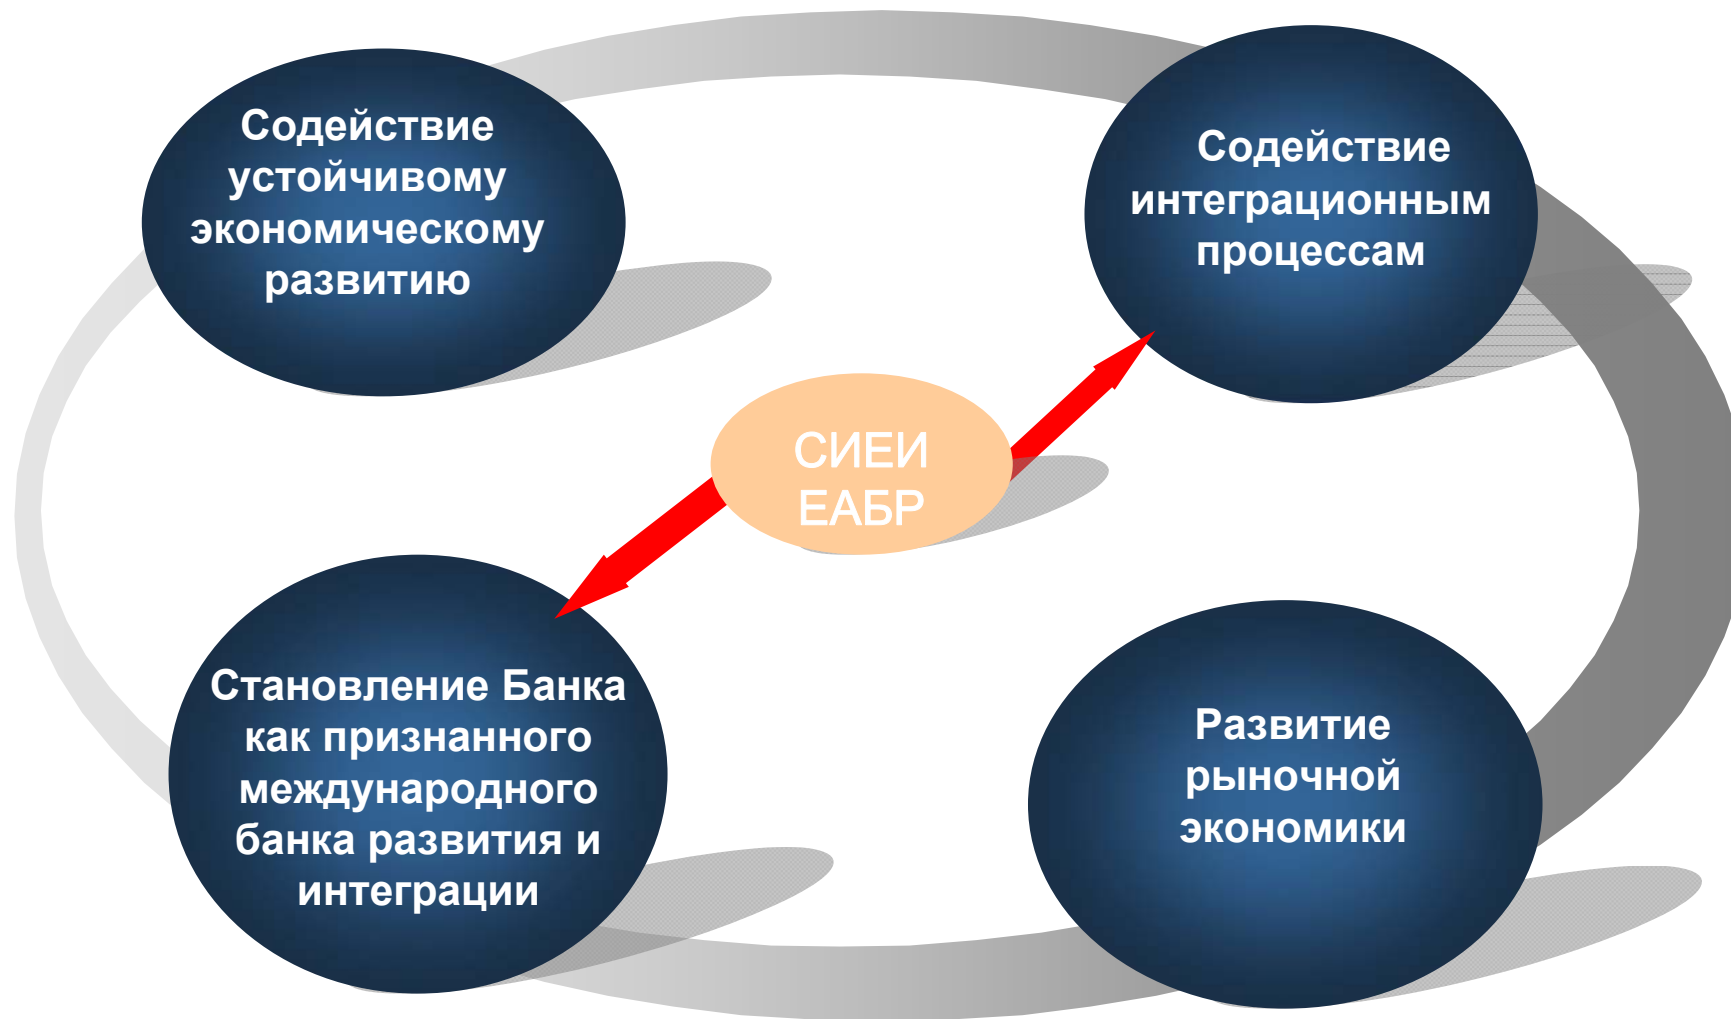 Содействие
устойчивому
экономическому
развитию
Содействие
интеграционным
процессам
СИЕИ
ЕАБР
Становление Банка
как признанного
международного
банка развития и
интеграции
Развитие
рыночной
экономики